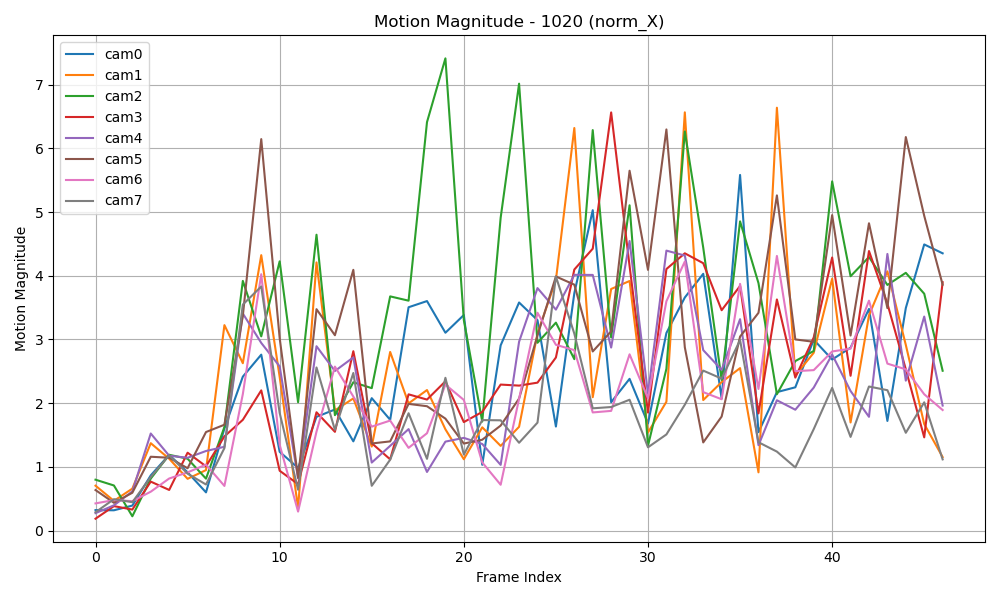 Motion Magnitude - 1020 (norm_X)
cam0
cam1
cam2
cam3
cam4
cam5
cam6
cam7
Motion Magnitude
7
6
5
4
3
2
1
0
0 10 20 30 40
Frame Index